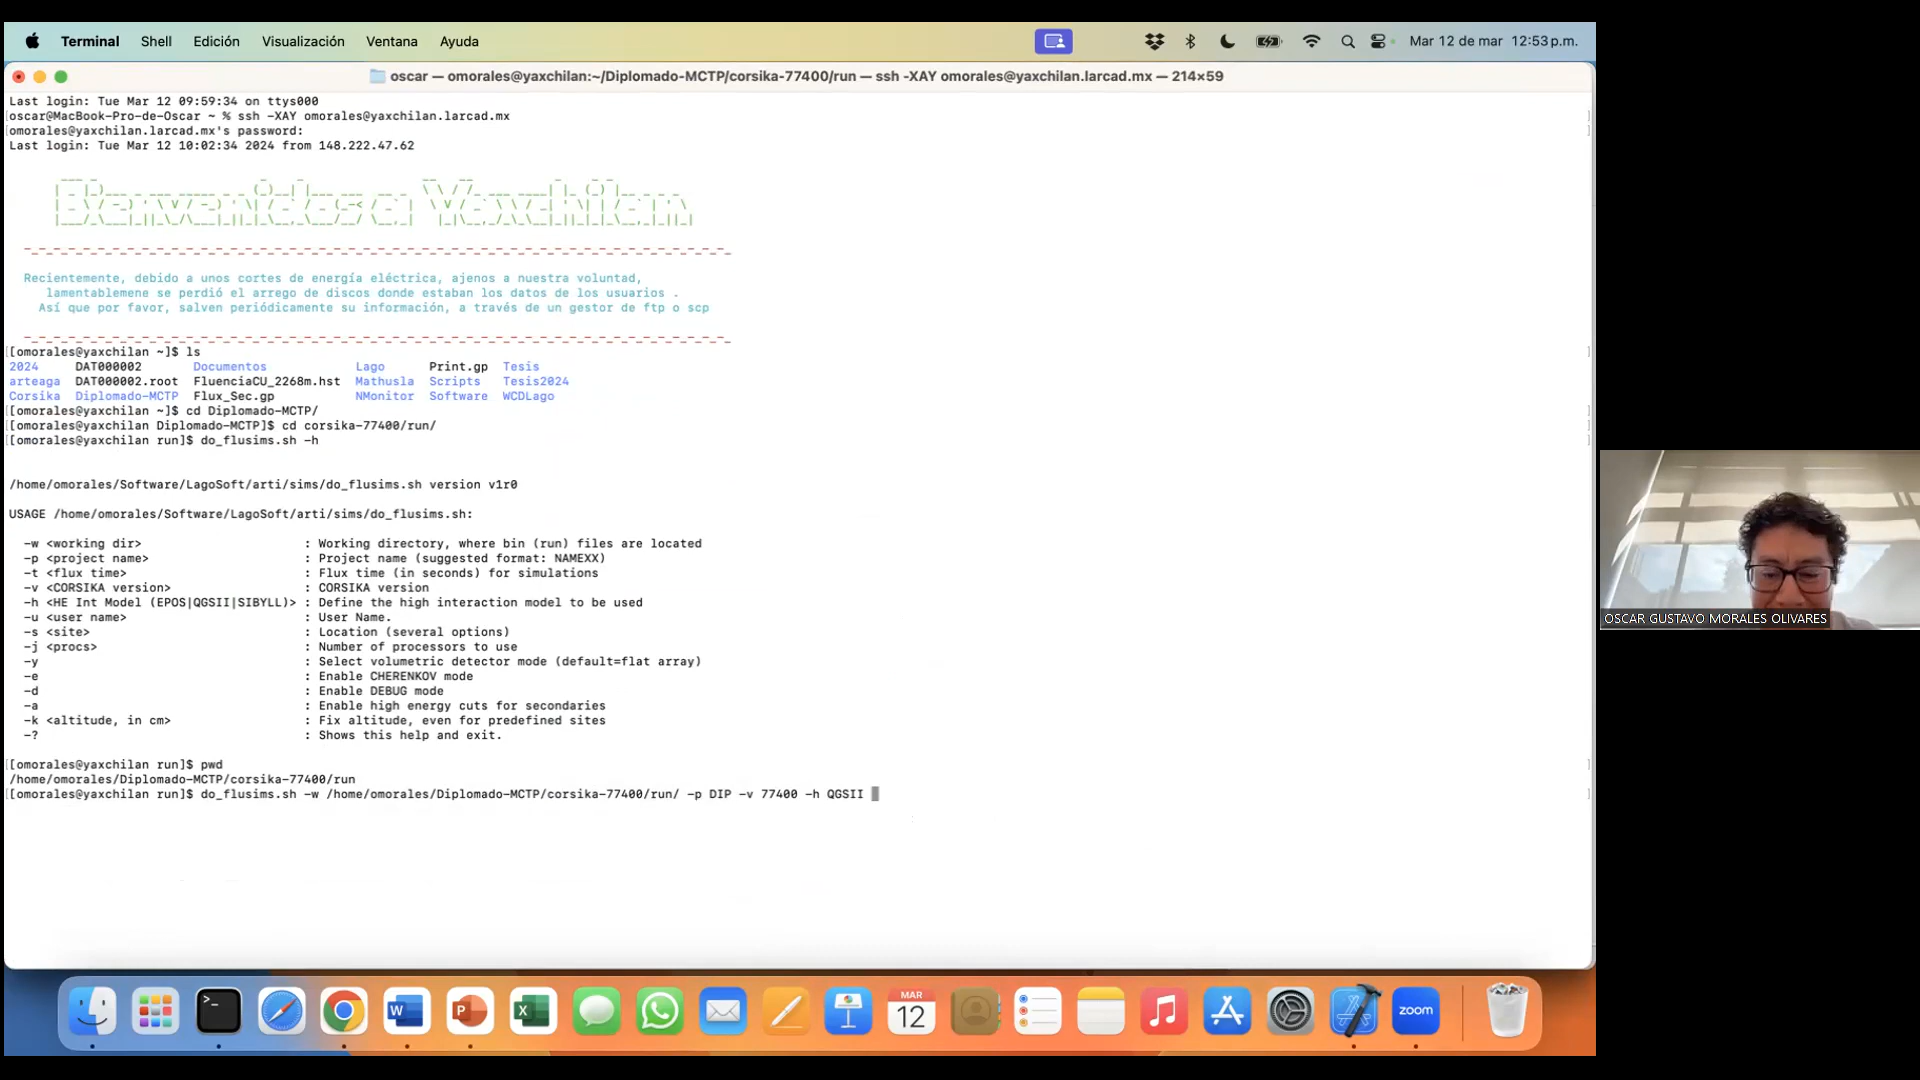 Terminal Shell Edición Visualización Ventana Ayuda Mar 12 de mar 12:53 p.m.
oscar — omorales@yaxchilan:~/Diplomado-MCTP/corsika-77400/run — ssh -XAY omorales@yaxchilan.larcad.mx — 214×59
Last login: Tue Mar 12 09:59:34 on ttys000
[oscar@MacBook-Pro-de-Oscar ~ % ssh -XAY omorales@yaxchilan.larcad.mx ]
[omorales@yaxchilan.larcad.mx's password: ]
Last login: Tue Mar 12 10:02:34 2024 from 148.222.47.62
Bienvenidos a Yaxchilan
Recientemente, debido a unos cortes de energía eléctrica, ajenos a nuestra voluntad,
lamentablemene se perdió el arrego de discos donde estaban los datos de los usuarios .
Así que por favor, salven periódicamente su información, a través de un gestor de ftp o scp
[[omorales@yaxchilan ~]$ ls ]
2024 DAT000002 Documentos Lago Print.gp Tesis
arteaga DAT000002.root FluenciaCU_2268m.hst Mathusla Scripts Tesis2024
Corsika Diplomado-MCTP Flux_Sec.gp NMonitor Software WCDLago
[[omorales@yaxchilan ~]$ cd Diplomado-MCTP/ ]
[[omorales@yaxchilan Diplomado-MCTP]$ cd corsika-77400/run/ ]
[[omorales@yaxchilan run]$ do_flusims.sh -h ]
/home/omorales/Software/LagoSoft/arti/sims/do_flusims.sh version v1r0
USAGE /home/omorales/Software/LagoSoft/arti/sims/do_flusims.sh:
-w <working dir> : Working directory, where bin (run) files are located
-p <project name> : Project name (suggested format: NAMEXX)
-t <flux time> : Flux time (in seconds) for simulations
-v <CORSIKA version> : CORSIKA version
-h <HE Int Model (EPOS|QGSII|SIBYLL)> : Define the high interaction model to be used
-u <user name> : User Name.
-s <site> : Location (several options)
-j <procs> : Number of processors to use
-y : Select volumetric detector mode (default=flat array)
-e : Enable CHERENKOV mode
-d : Enable DEBUG mode
-a : Enable high energy cuts for secondaries
-k <altitude, in cm> : Fix altitude, even for predefined sites
-? : Shows this help and exit.
[[omorales@yaxchilan run]$ pwd ]
/home/omorales/Diplomado-MCTP/corsika-77400/run
[[omorales@yaxchilan run]$ do_flusims.sh -w /home/omorales/Diplomado-MCTP/corsika-77400/run/ -p DIP -v 77400 -h QGSII ]
OSCAR GUSTAVO MORALES OLIVARES
>_
W
P
X
MAR
12
zoom